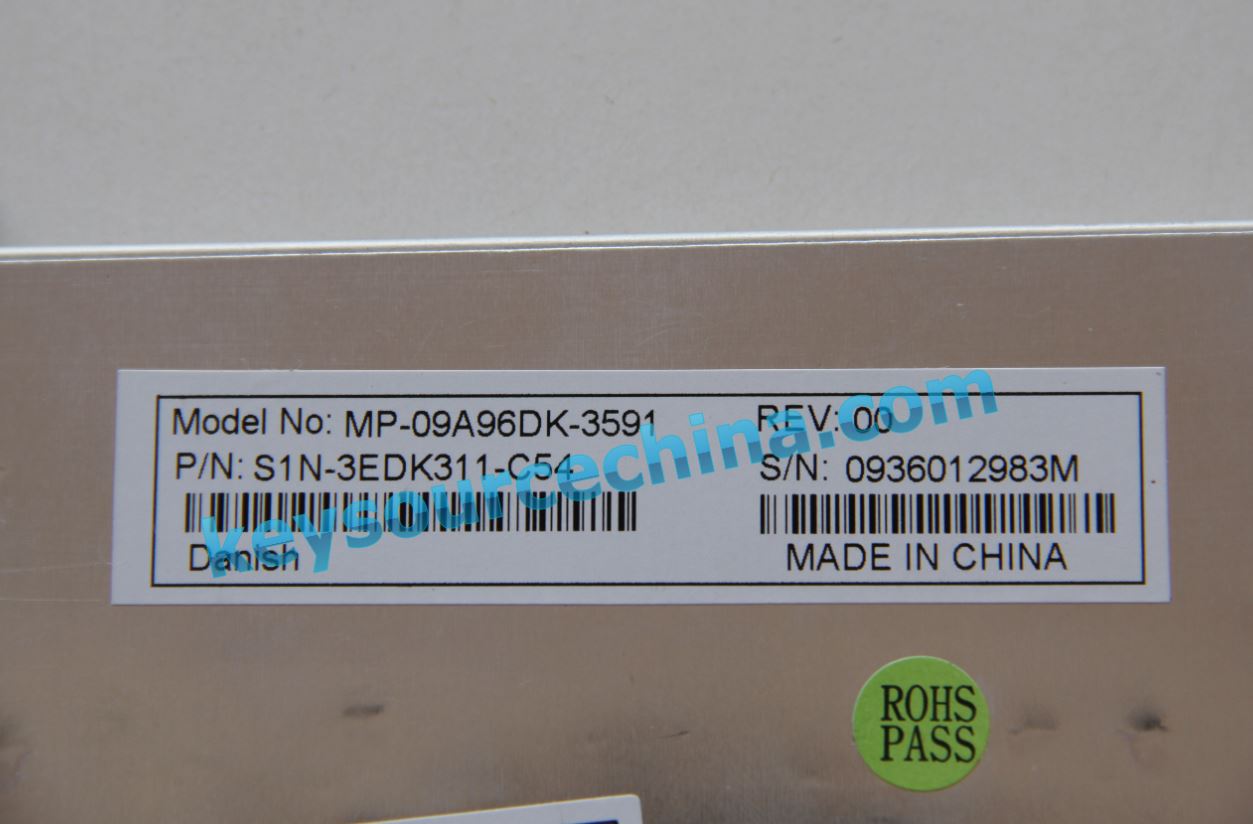 Model No: MP-09A96DK-3591
REV: 00
P/N: S1N-3EDK311-C54
S/N: 0936012983M
Danish
MADE IN CHINA
keysourcechina.com
ROHS
PASS